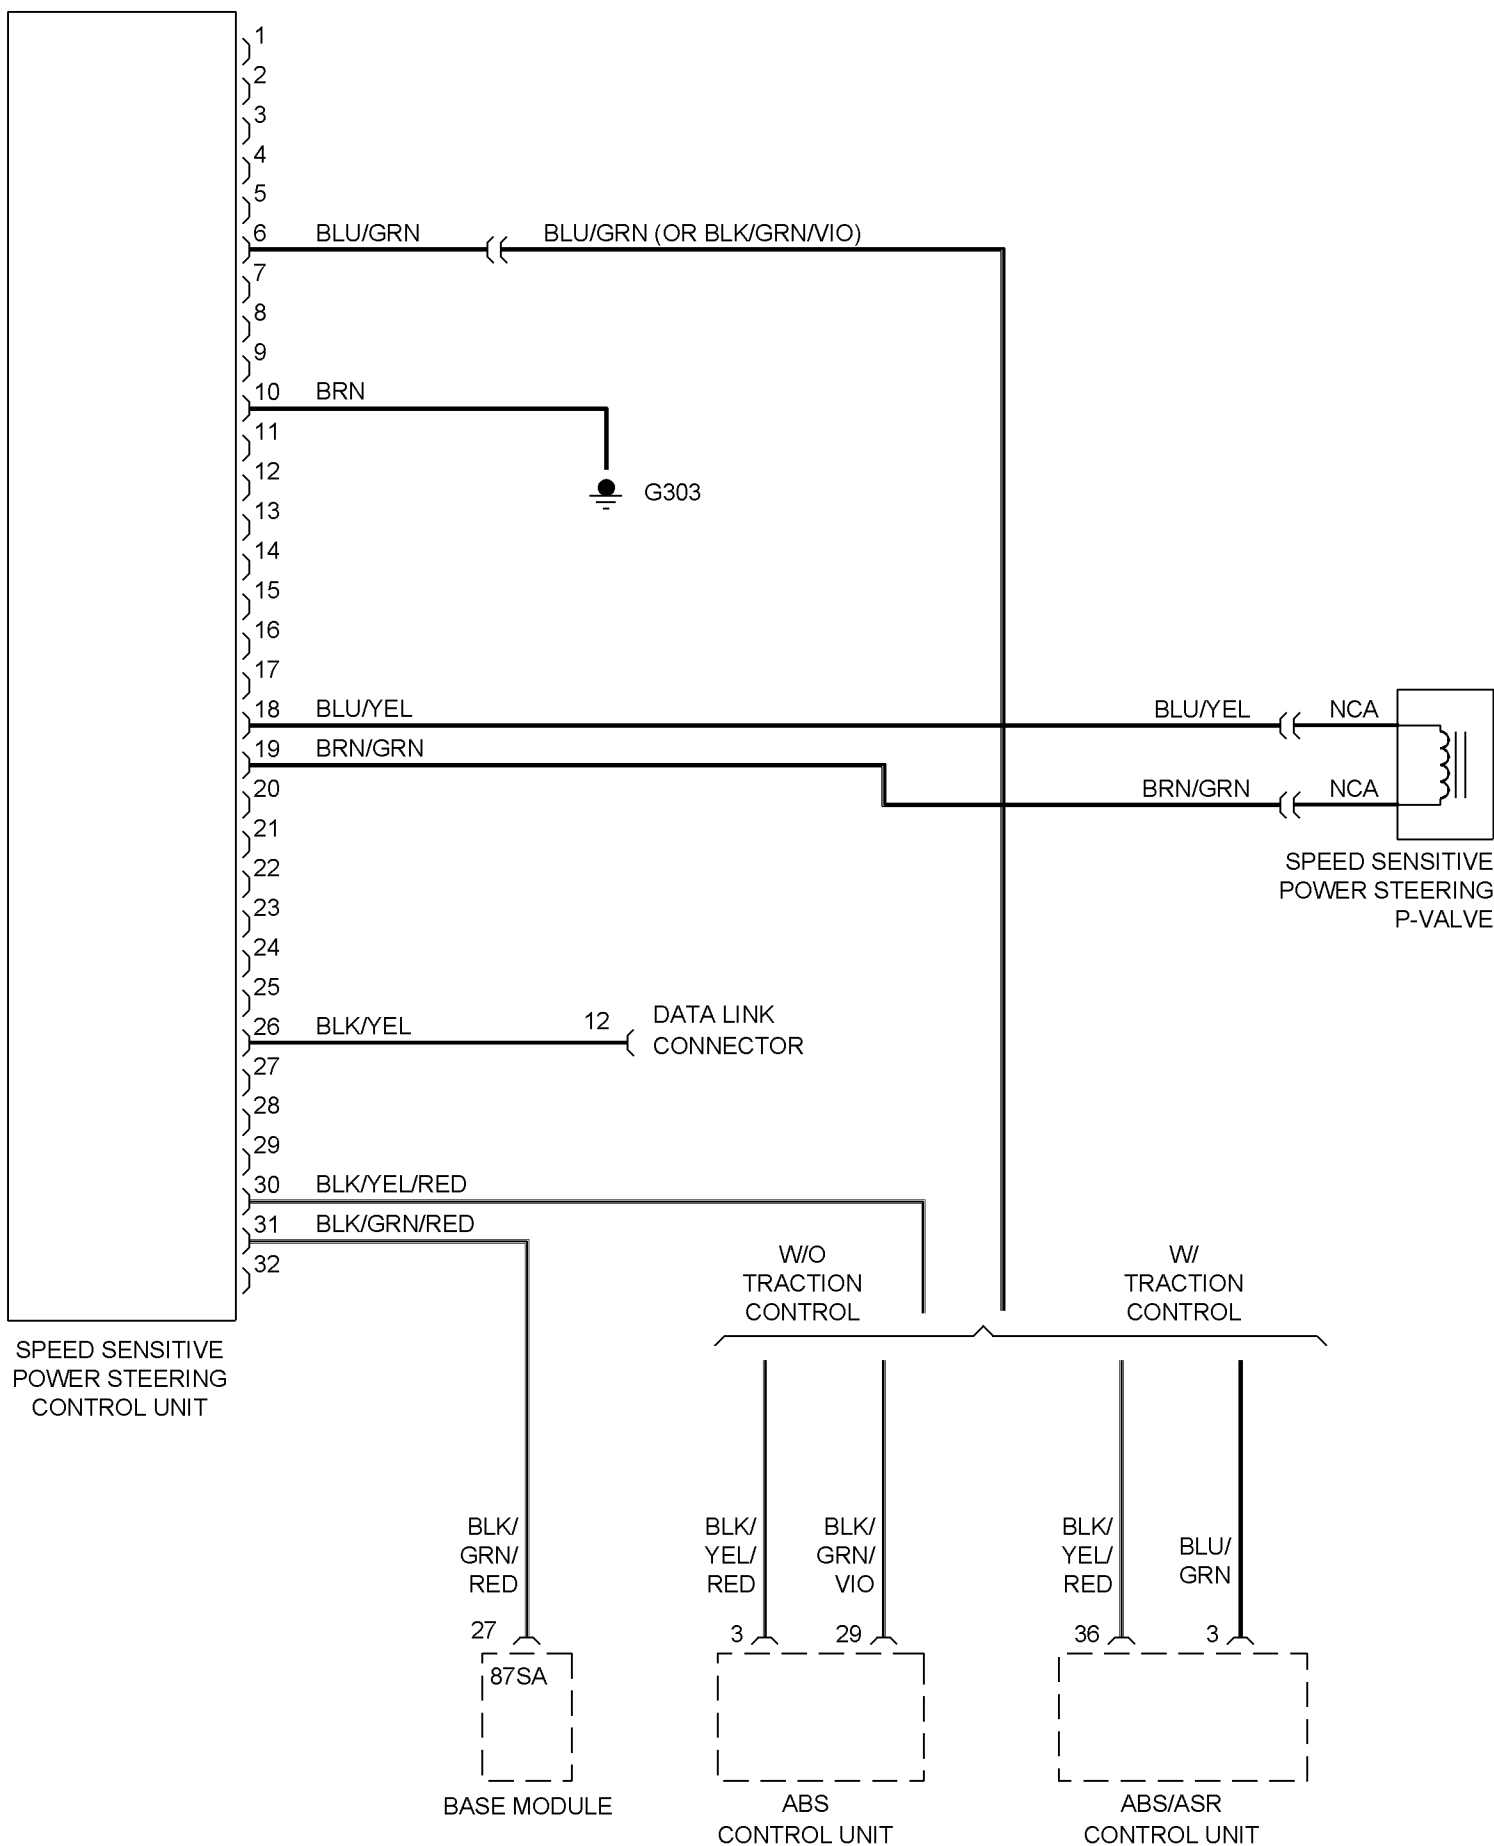 1
2
3
4
5
6 BLU/GRN BLU/GRN (OR BLK/GRN/VIO)
7
8
9
10 BRN
11
12
G303
13
14
15
16
17
18 BLU/YEL BLU/YEL NCA
19 BRN/GRN
20 BRN/GRN NCA
21
22
SPEED SENSITIVE
POWER STEERING
P-VALVE
23
24
25
26 BLK/YEL 12 DATA LINK
CONNECTOR
27
28
29
30 BLK/YEL/RED
31 BLK/GRN/RED
32
W/O
TRACTION
CONTROL
W/
TRACTION
CONTROL
SPEED SENSITIVE
POWER STEERING
CONTROL UNIT
BLK/
GRN/
RED
BLK/
YEL/
RED
BLK/
GRN/
VIO
BLK/
YEL/
RED
BLU/
GRN
27 3 29 36 3
87SA
BASE MODULE
ABS
CONTROL UNIT
ABS/ASR
CONTROL UNIT